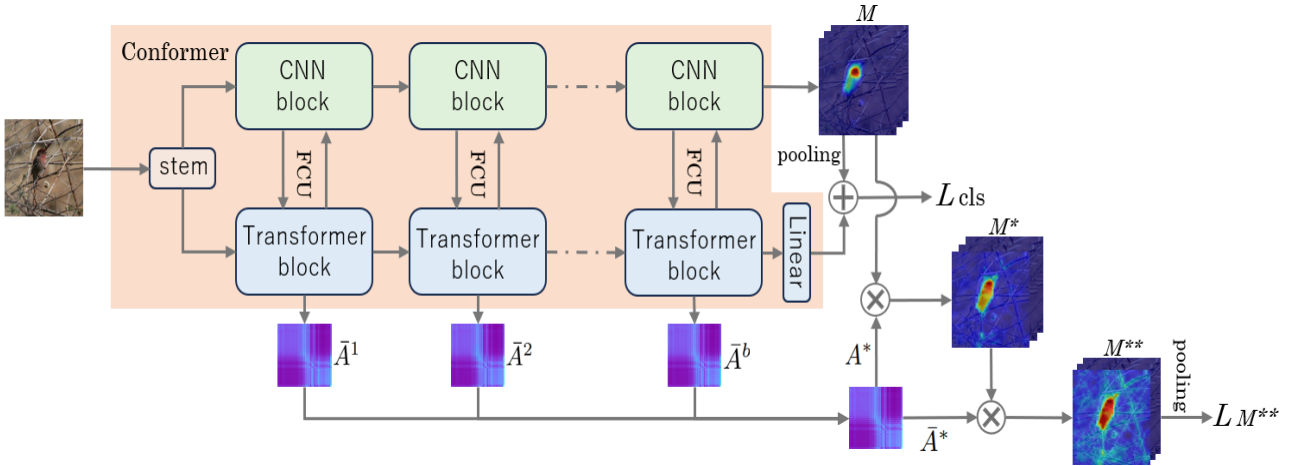 M
Conformer
CNN
block
CNN
block
CNN
block
stem
FCU
FCU
FCU
pooling
+
L cls
Transformer
block
Transformer
block
Transformer
block
Linear
M*
×
Ā¹
Ā²
Āᵇ
A*
M**
pooling
×
Ā*
L M**